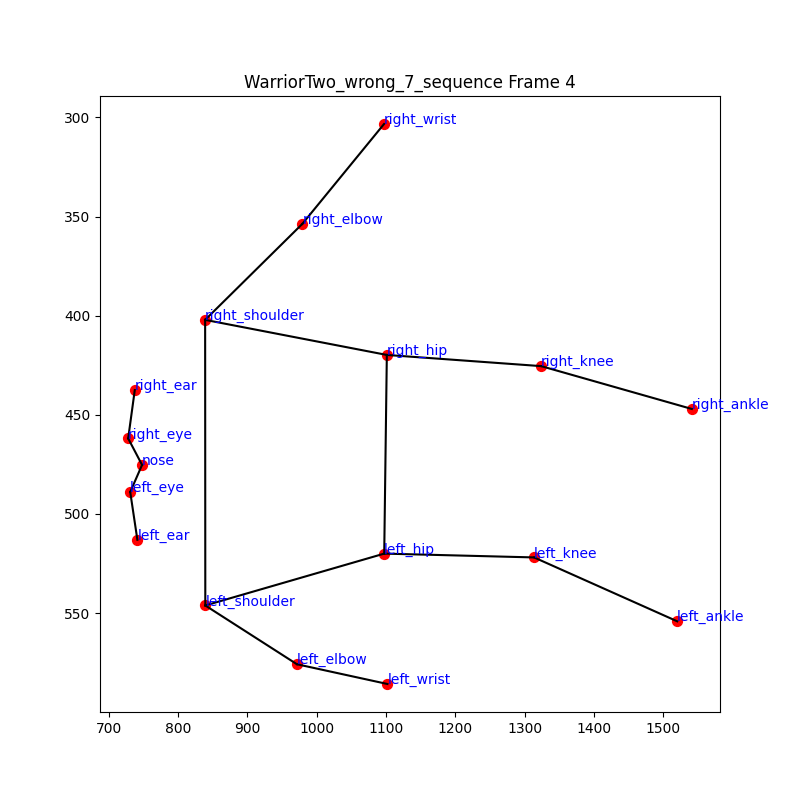 WarriorTwo_wrong_7_sequence Frame 4
300
right_wrist
350
right_elbow
400
right_shoulder
right_hip
right_knee
right_ear
right_ankle
450
right_eye
nose
left_eye
500
left_ear
left_hip
left_knee
550
left_shoulder
left_ankle
left_elbow
left_wrist
700 800 900 1000 1100 1200 1300 1400 1500